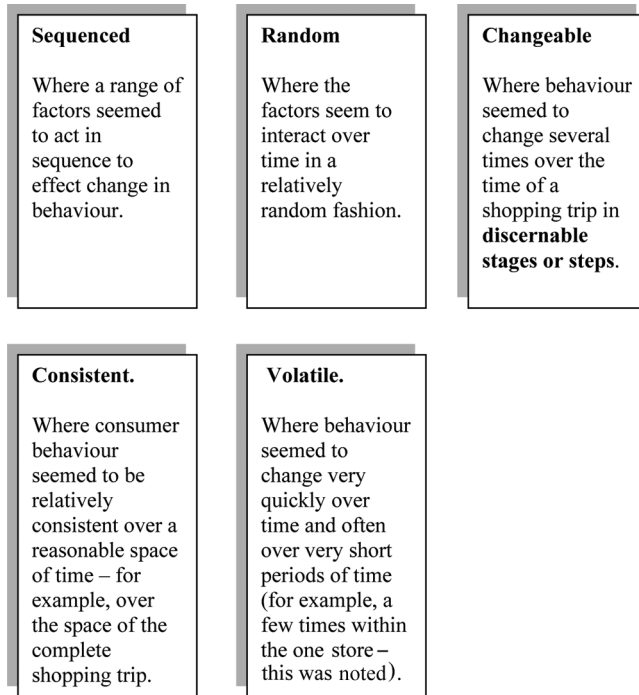 Sequenced
Where a range of
factors seemed
to act in
sequence to
effect change in
behaviour.
Random
Where the
factors seem to
interact over
time in a
relatively
random fashion.
Changeable
Where behaviour
seemed to
change several
times over the
time of a
shopping trip in
discernable
stages or steps.
Consistent.
Where consumer
behaviour
seemed to be
relatively
consistent over a
reasonable space
of time – for
example, over
the space of the
complete
shopping trip.
Volatile.
Where behaviour
seemed to
change very
quickly over
time and often
over very short
periods of time
(for example, a
few times within
the one store –
this was noted).